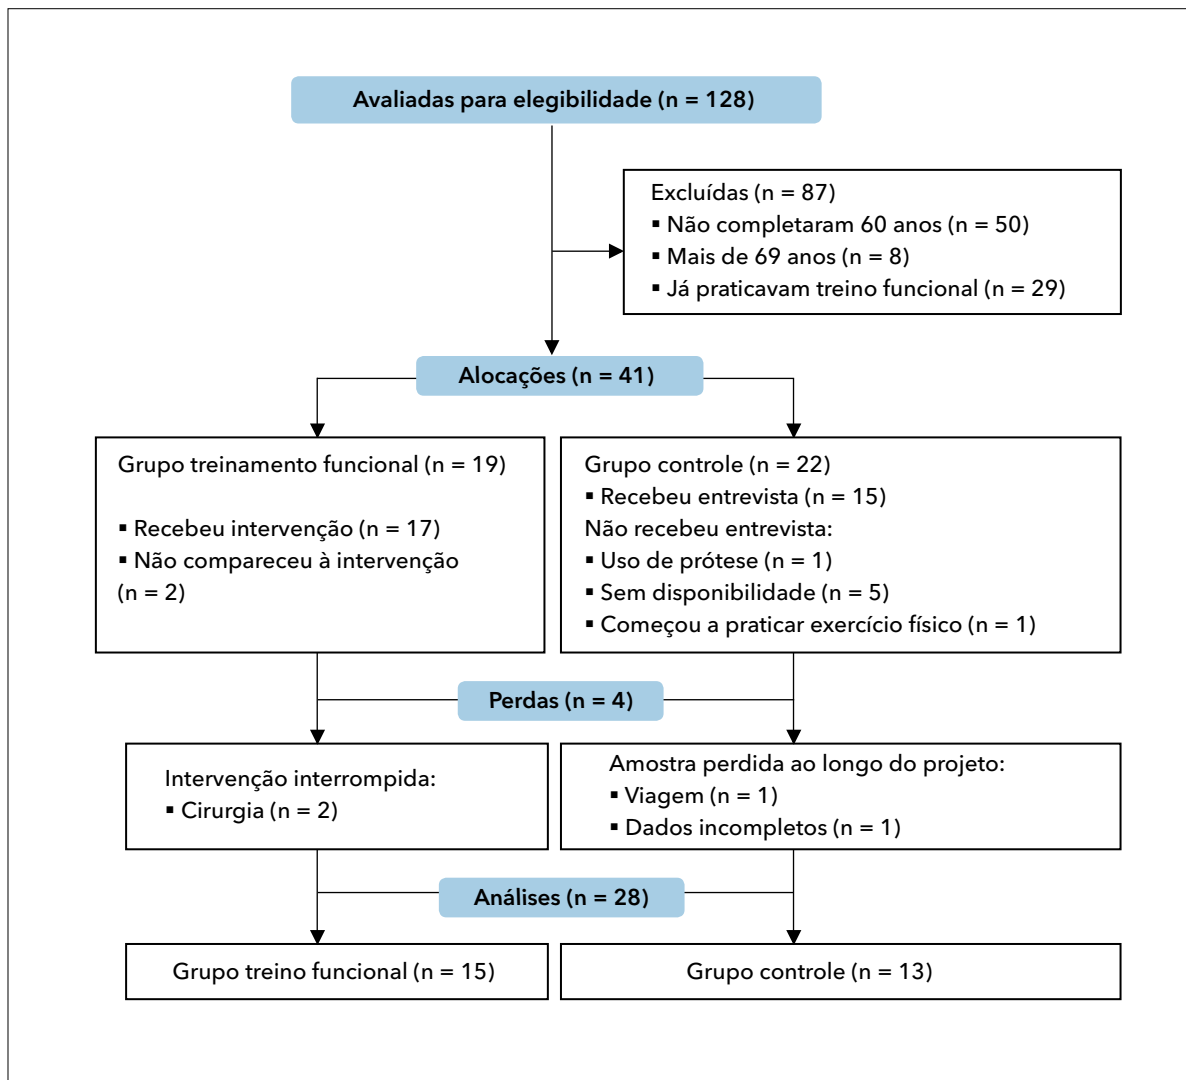 Avaliadas para elegibilidade (n = 128)
Excluídas (n = 87)
▪ Não completaram 60 anos (n = 50)
▪ Mais de 69 anos (n = 8)
▪ Já praticavam treino funcional (n = 29)
Alocações (n = 41)
Grupo treinamento funcional (n = 19)
▪ Recebeu intervenção (n = 17)
▪ Não compareceu à intervenção
(n = 2)
Grupo controle (n = 22)
▪ Recebeu entrevista (n = 15)
Não recebeu entrevista:
▪ Uso de prótese (n = 1)
▪ Sem disponibilidade (n = 5)
▪ Começou a praticar exercício físico (n = 1)
Perdas (n = 4)
Intervenção interrompida:
▪ Cirurgia (n = 2)
Amostra perdida ao longo do projeto:
▪ Viagem (n = 1)
▪ Dados incompletos (n = 1)
Análises (n = 28)
Grupo treino funcional (n = 15)
Grupo controle (n = 13)